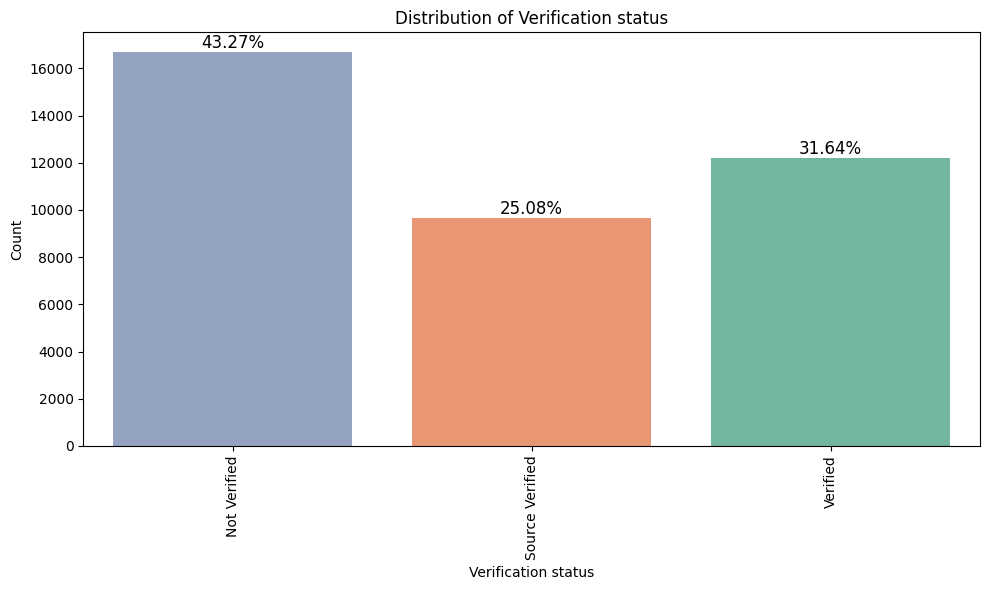 Distribution of Verification status
43.27%
25.08%
31.64%
16000
14000
12000
10000
8000
6000
4000
2000
0
Count
Not Verified
Source Verified
Verified
Verification status